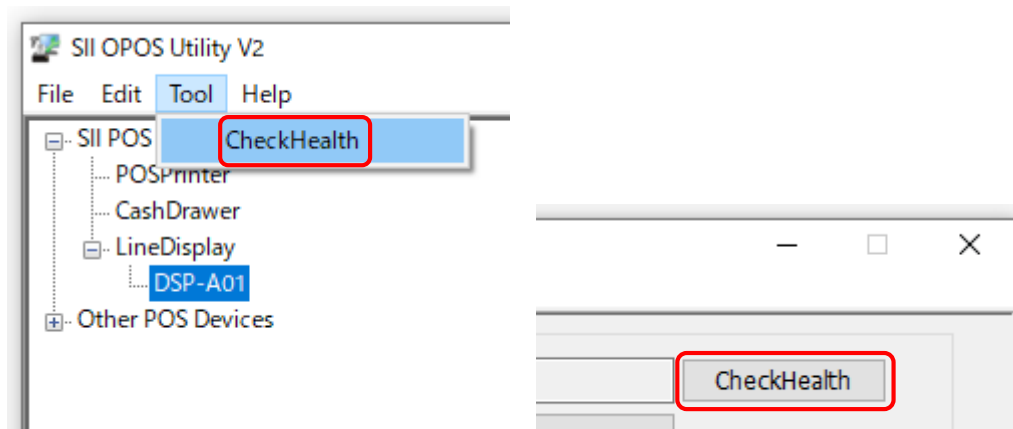 SII OPOS Utility V2
File Edit Tool Help
SII POS
CheckHealth
POSPrinter
CashDrawer
LineDisplay
DSP-A01
Other POS Devices
CheckHealth